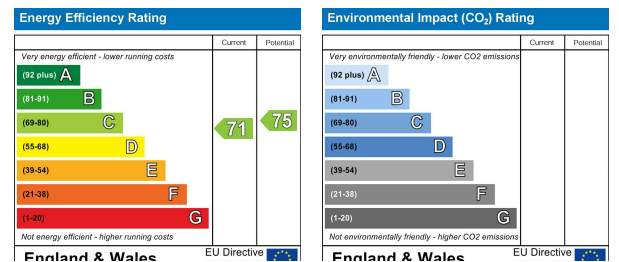 Energy Efficiency Rating
Current Potential
Very energy efficient - lower running costs
(92 plus) A
(81-91) B
(69-80) C
(55-68) D
(39-54) E
(21-38) F
(1-20) G
71
75
Not energy efficient - higher running costs
England & Wales
EU Directive
Environmental Impact (CO₂) Rating
Current Potential
Very environmentally friendly - lower CO2 emissions
(92 plus) A
(81-91) B
(69-80) C
(55-68) D
(39-54) E
(21-38) F
(1-20) G
Not environmentally friendly - higher CO2 emissions
England & Wales
EU Directive